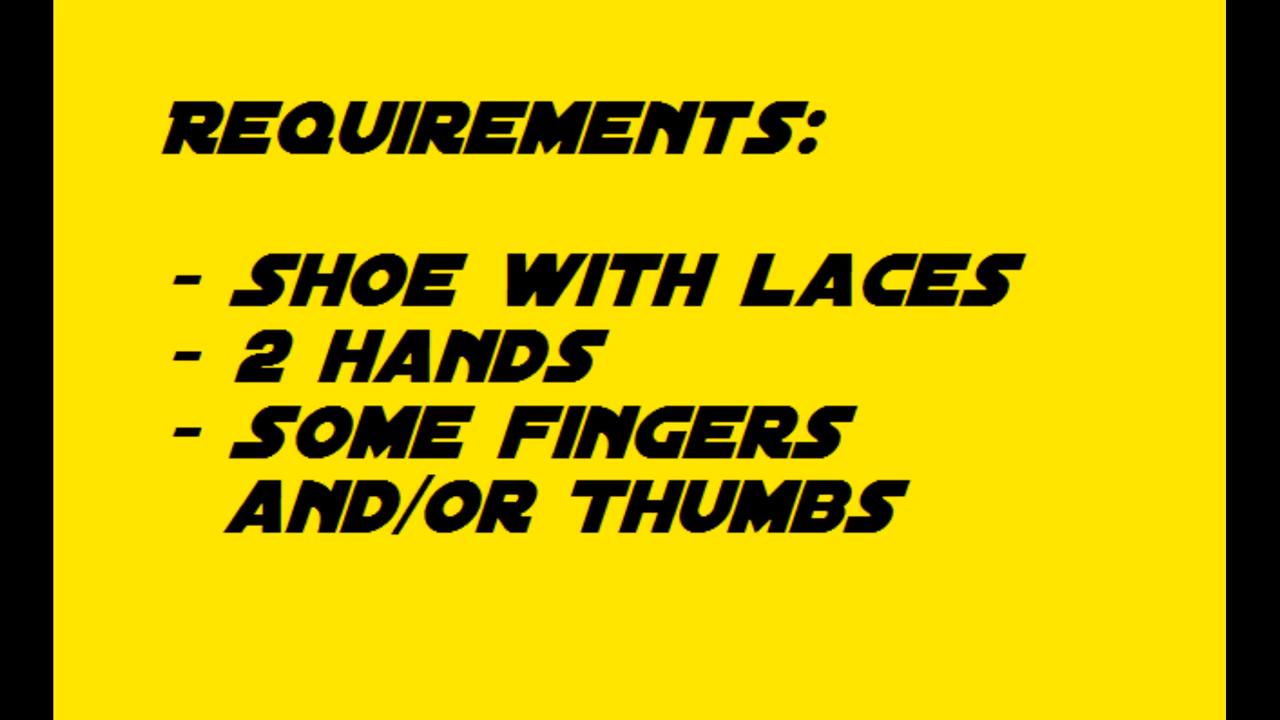 REQUIREMENTS:
- SHOE WITH LACES
- 2 HANDS
- SOME FINGERS
AND/OR THUMBS